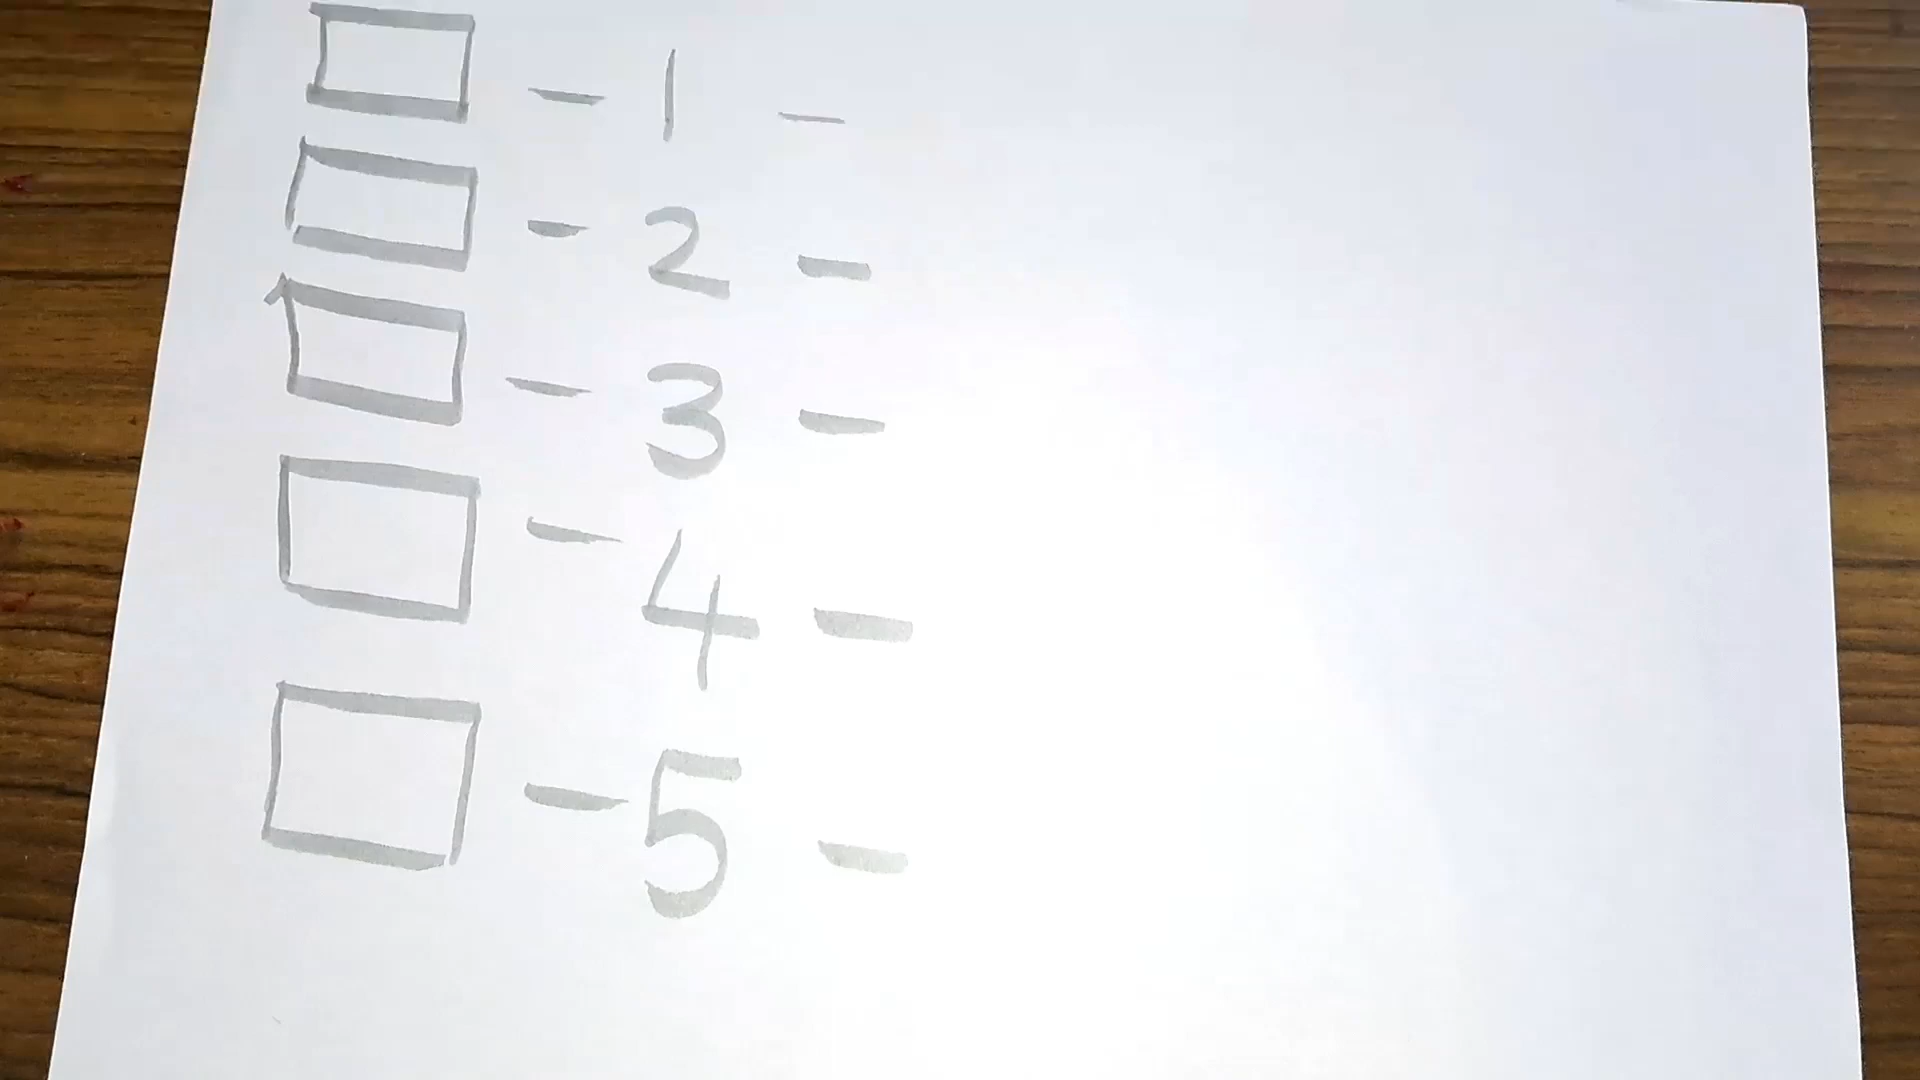 □ - 1 -
□ - 2 -
□ - 3 -
□ - 4 -
□ - 5 -